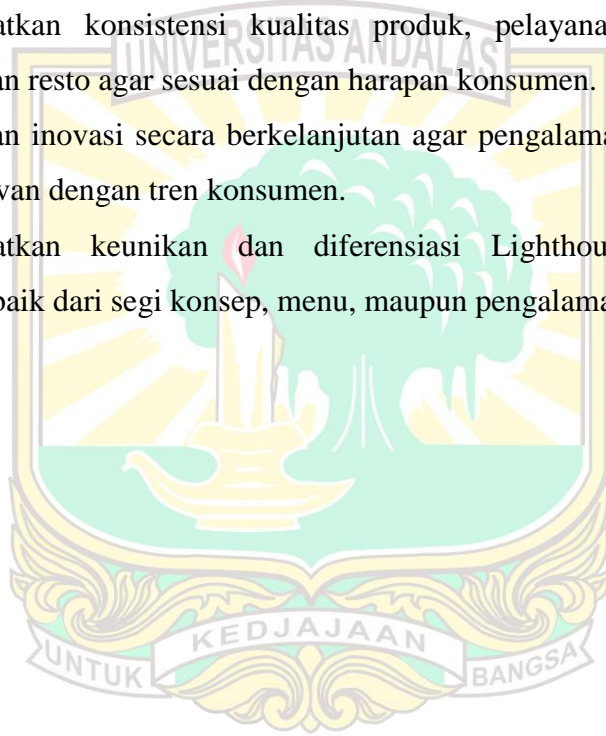 atkan konsistensi kualitas produk, pelayana
an resto agar sesuai dengan harapan konsumen.
an inovasi secara berkelanjutan agar pengalama
wan dengan tren konsumen.
atkan keunikan dan diferensiasi Lighthou
baik dari segi konsep, menu, maupun pengalama
UNIVERSITAS ANDALAS
KEDJAJAAN
UNTUK BANGSA